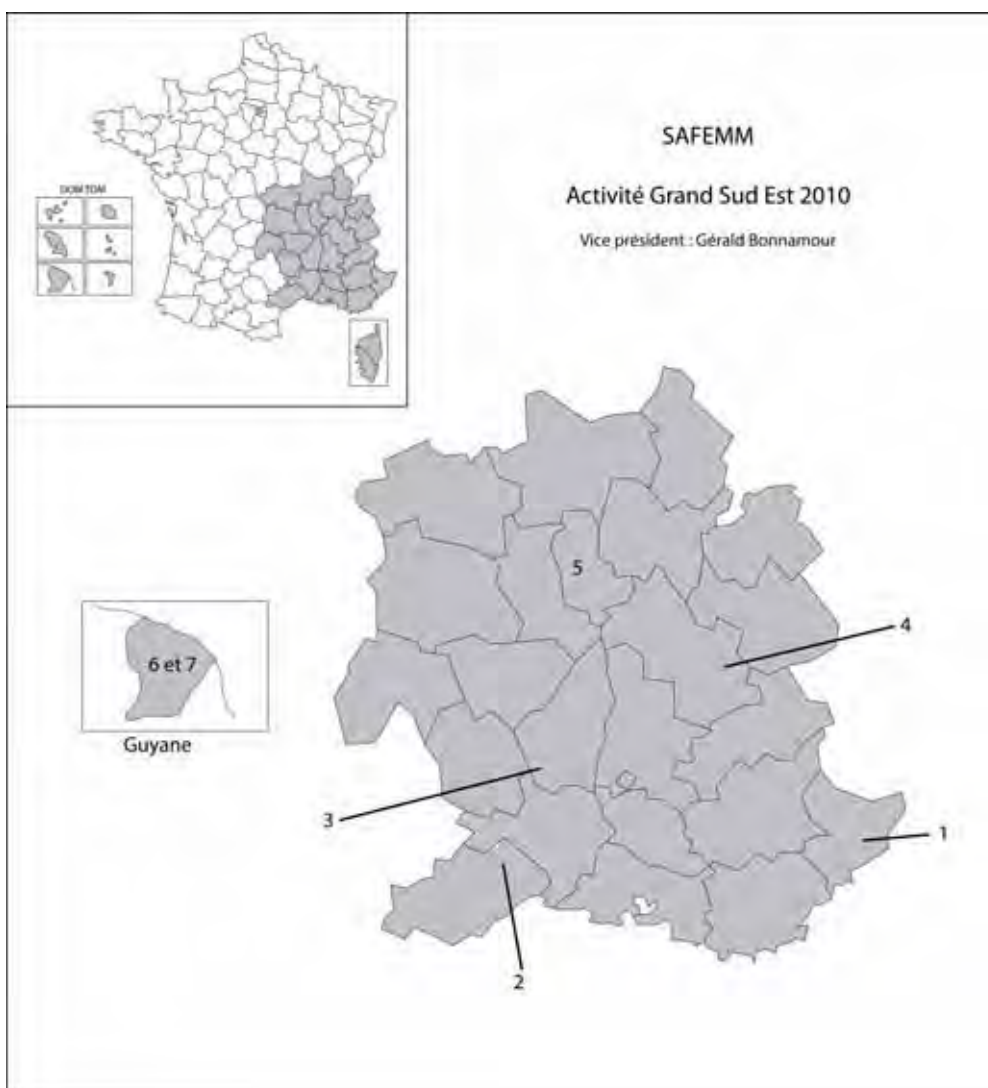 DOM TOM
SAFEMM
Activité Grand Sud Est 2010
Vice président : Gérald Bonnamour
5
4
6 et 7
Guyane
3
1
2